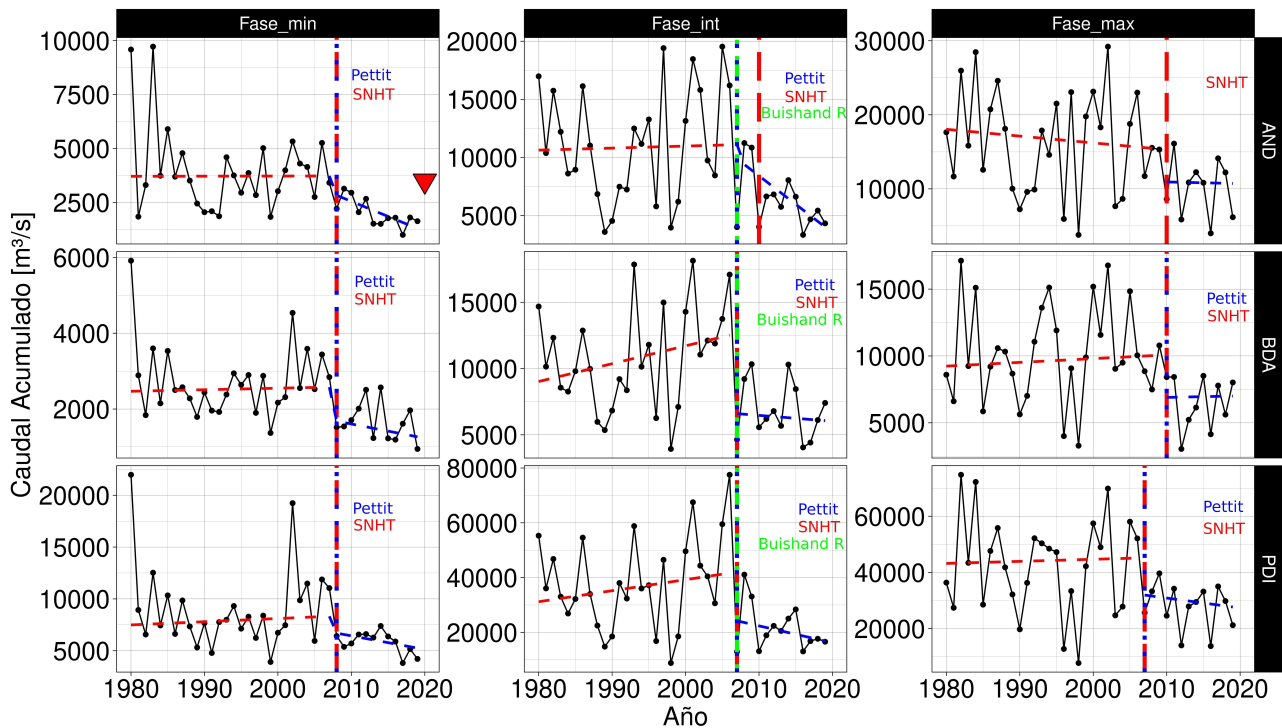 Fase_min
Fase_int
Fase_max
10000
7500
5000
2500
Pettit
SNHT
20000
15000
10000
5000
Pettit
SNHT
Buishand R
30000
20000
10000
SNHT
AND
6000
4000
2000
Pettit
SNHT
15000
10000
5000
Pettit
SNHT
Buishand R
15000
10000
5000
Pettit
SNHT
BDA
20000
15000
10000
5000
Pettit
SNHT
80000
60000
40000
20000
Pettit
SNHT
Buishand R
60000
40000
20000
Pettit
SNHT
PDI
1980 1990 2000 2010 2020
1980 1990 2000 2010 2020
1980 1990 2000 2010 2020
Caudal Acumulado [m³/s]
Año